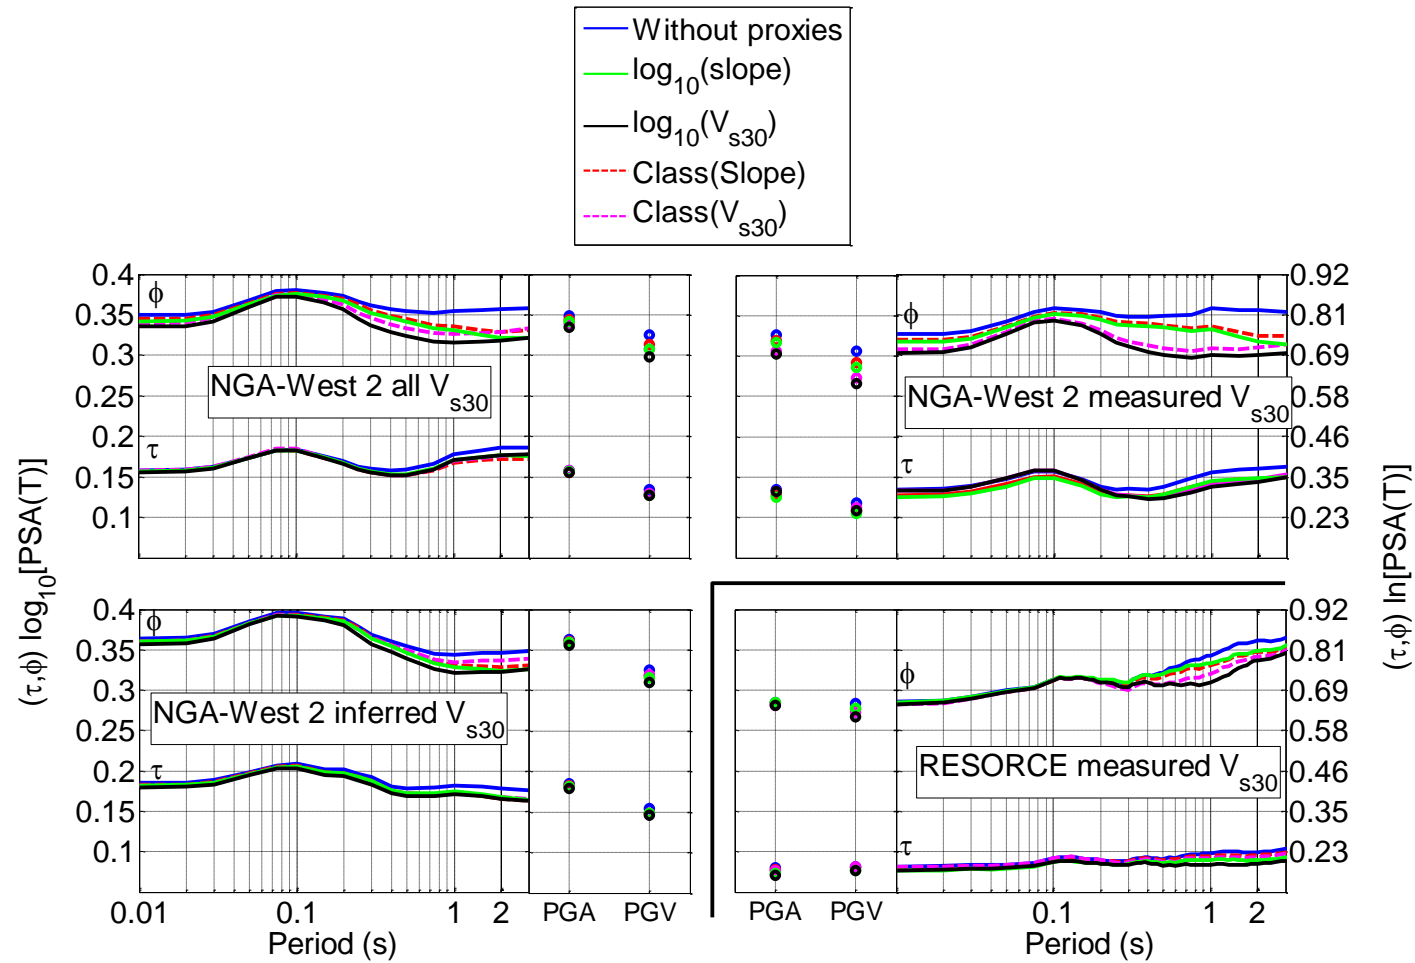 Without proxies
log10(slope)
log10(Vs30)
Class(Slope)
Class(Vs30)
(τ,ϕ) log10[PSA(T)]
0.4
0.35
0.3
0.25
0.2
0.15
0.1
ϕ
NGA-West 2 all Vs30
τ
ϕ
NGA-West 2 measured Vs30
τ
0.92
0.81
0.69
0.58
0.46
0.35
0.23
(τ,ϕ) ln[PSA(T)]
0.4
0.35
0.3
0.25
0.2
0.15
0.1
ϕ
NGA-West 2 inferred Vs30
τ
ϕ
RESORCE measured Vs30
τ
0.92
0.81
0.69
0.58
0.46
0.35
0.23
0.01 0.1 1 2 PGA PGV PGA PGV 0.1 1 2
Period (s) Period (s)